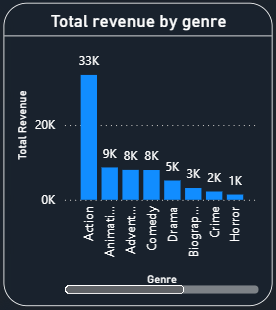 Total revenue by genre
33K
9K
8K
8K
5K
3K
2K
1K
20K
0K
Total Revenue
Action
Animati...
Advent...
Comedy
Drama
Biograp...
Crime
Horror
Genre